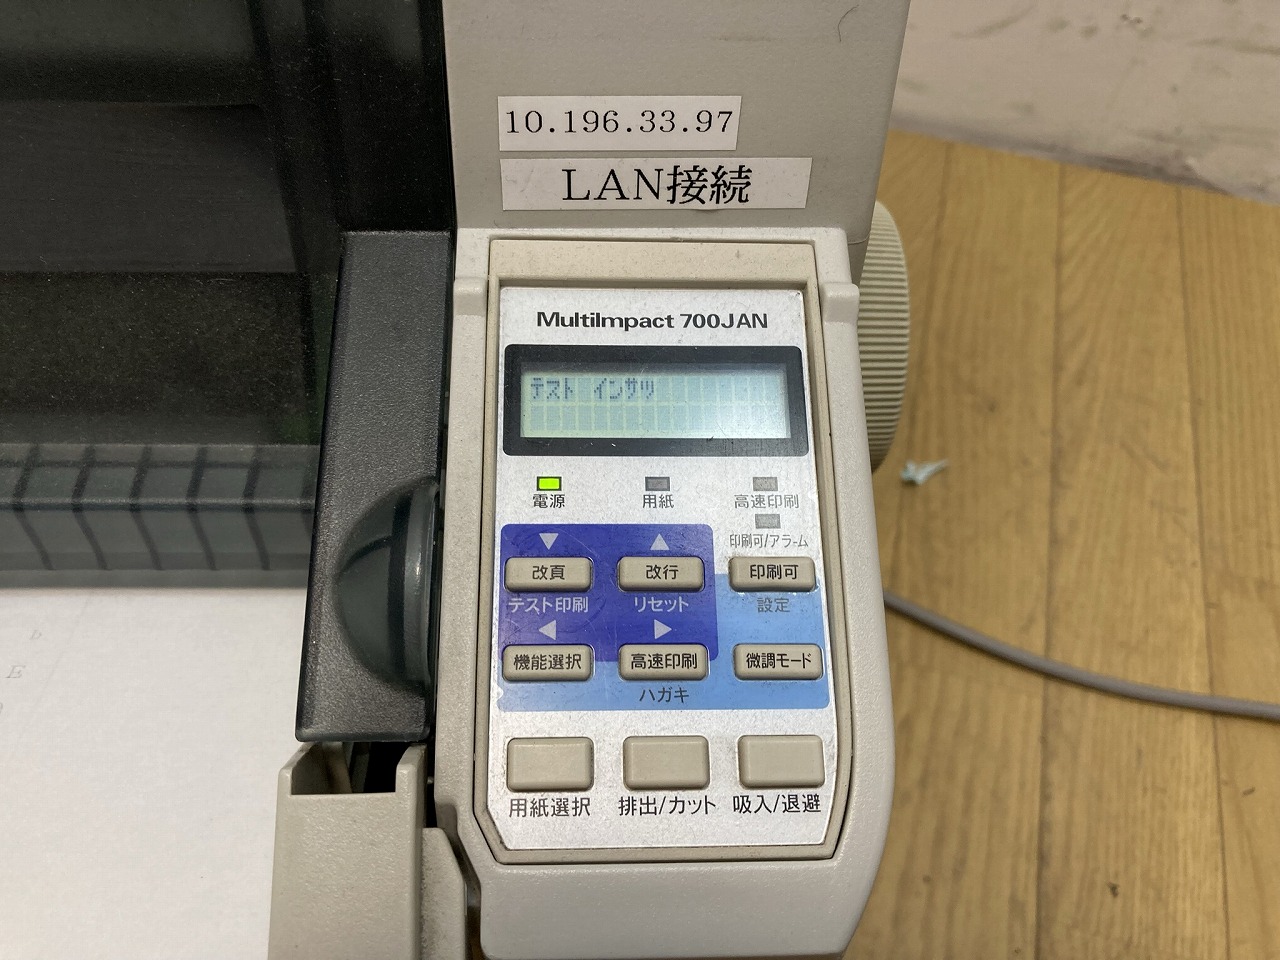 10.196.33.97
LAN接続
MultiImpact 700JAN
テスト インサツ
電源 用紙 高速印刷
印刷可/アラーム
改頁 改行 印刷可
テスト印刷 リセット 設定
機能選択 高速印刷 微調モード
ハガキ
用紙選択 排出/カット 吸入/退避
E